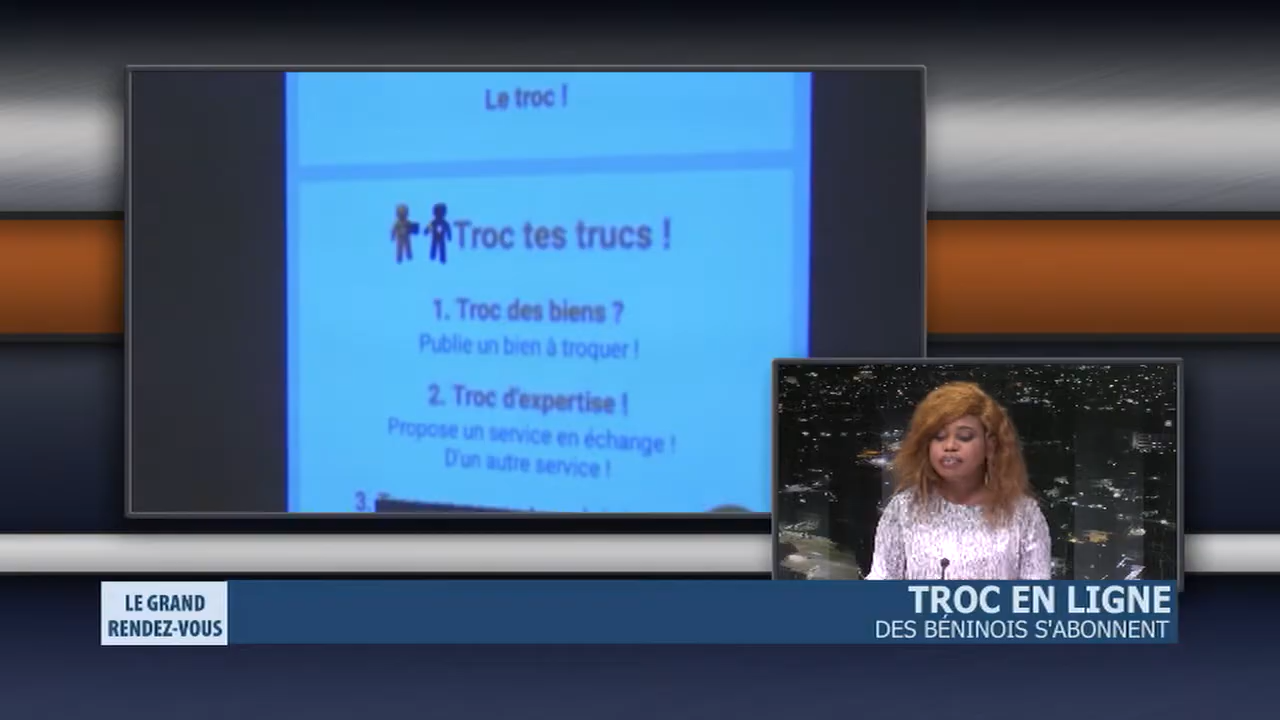 Le troc !
Troc tes trucs !
1. Troc des biens ?
Publie un bien à troquer !
2. Troc d'expertise !
Propose un service en échange !
D'un autre service !
3.
LE GRAND
RENDEZ-VOUS
TROC EN LIGNE
DES BÉNINOIS S'ABONNENT